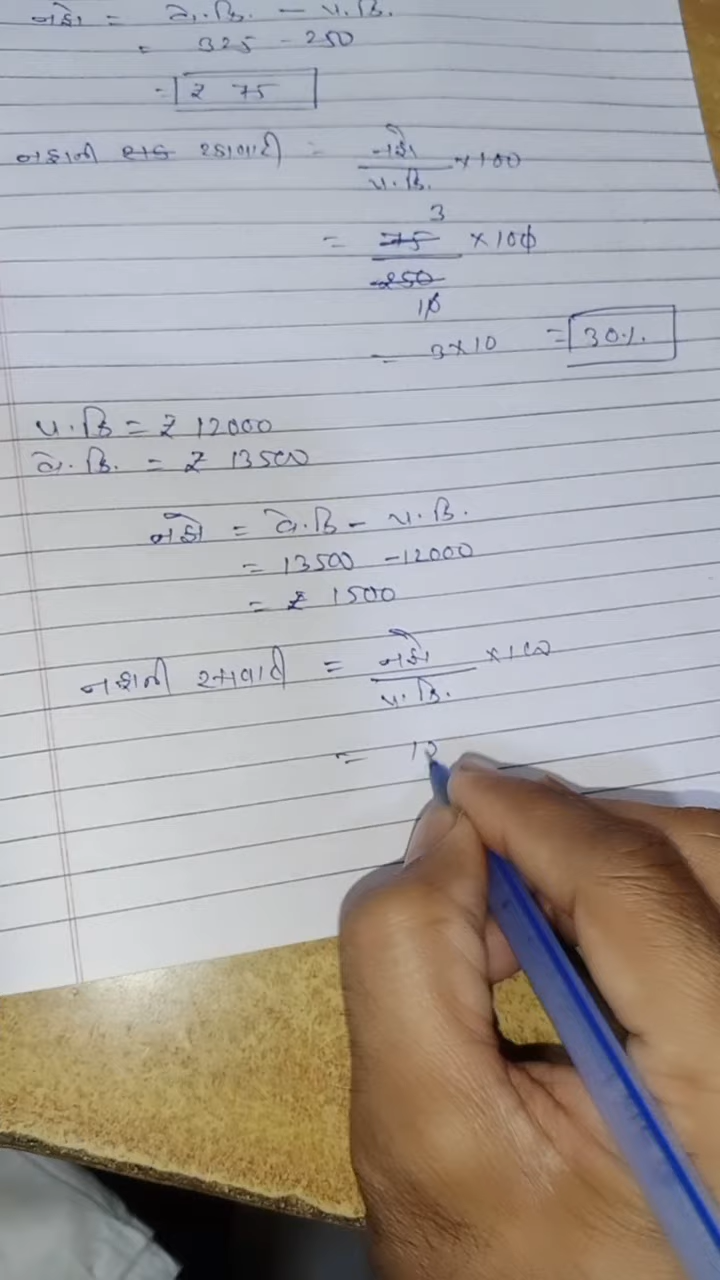 નફો = વે.કિં. - પ.કિં.
= 325 - 250
= ₹ 75
નફાની ટકાવારી = નફો / પ.કિં. × 100
3
= 75 / 250 × 100
10
= 3 × 10 = 30%
પ.કિં = ₹ 12000
વે.કિં. = ₹ 13500
નફો = વે.કિં - પ.કિં.
= 13500 - 12000
= ₹ 1500
નફાની ટકાવારી = નફો / પ.કિં. × 100
=